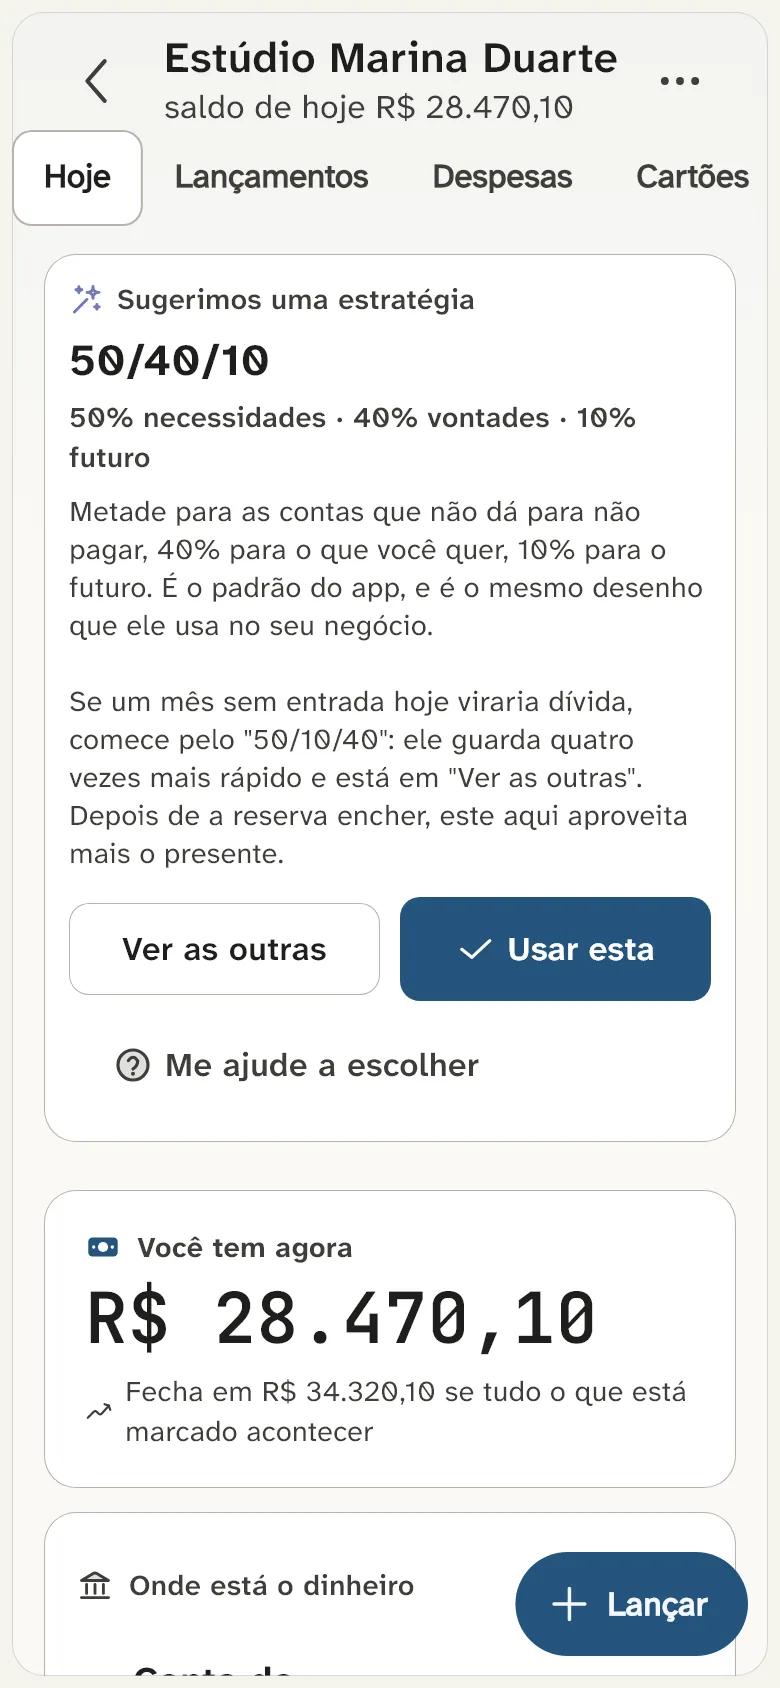 Estúdio Marina Duarte
saldo de hoje R$ 28.470,10
Hoje
Lançamentos
Despesas
Cartões
Sugerimos uma estratégia
50/40/10
50% necessidades · 40% vontades · 10%
futuro
Metade para as contas que não dá para não
pagar, 40% para o que você quer, 10% para o
futuro. É o padrão do app, e é o mesmo desenho
que ele usa no seu negócio.
Se um mês sem entrada hoje viraria dívida,
comece pelo "50/10/40": ele guarda quatro
vezes mais rápido e está em "Ver as outras".
Depois de a reserva encher, este aqui aproveita
mais o presente.
Ver as outras
Usar esta
Me ajude a escolher
Você tem agora
R$ 28.470,10
Fecha em R$ 34.320,10 se tudo o que está
marcado acontecer
Onde está o dinheiro
Lançar